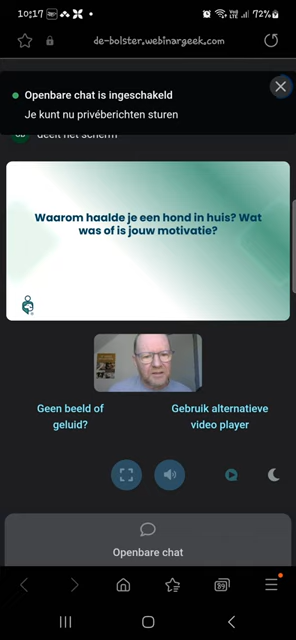 10:17
72%
de-bolster.webinargeek.com
Openbare chat is ingeschakeld
Je kunt nu privéberichten sturen
deelt het scherm
Waarom haalde je een hond in huis? Wat
was of is jouw motivatie?
Geen beeld of
geluid?
Gebruik alternatieve
video player
Openbare chat